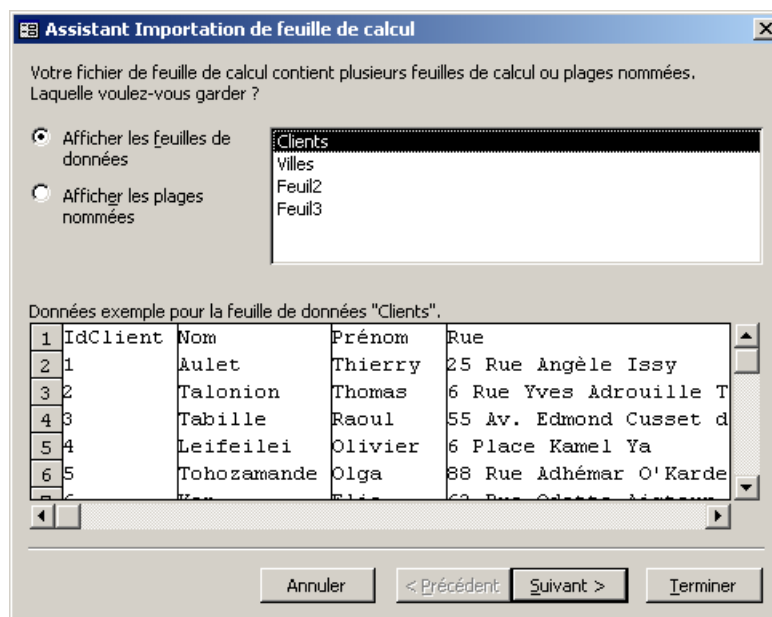 Assistant Importation de feuille de calcul
Votre fichier de feuille de calcul contient plusieurs feuilles de calcul ou plages nommées.
Laquelle voulez-vous garder ?
Afficher les feuilles de
données
Afficher les plages
nommées
Clients
Villes
Feuil2
Feuil3
Données exemple pour la feuille de données "Clients".
1 IdClient Nom Prénom Rue
2 1 Aulet Thierry 25 Rue Angèle Issy
3 2 Talonion Thomas 6 Rue Yves Adrouille T
4 3 Tabille Raoul 55 Av. Edmond Cusset d
5 4 Leifeilei Olivier 6 Place Kamel Ya
6 5 Tohozamande Olga 88 Rue Adhémar O'Karde
Annuler < Précédent Suivant > Terminer